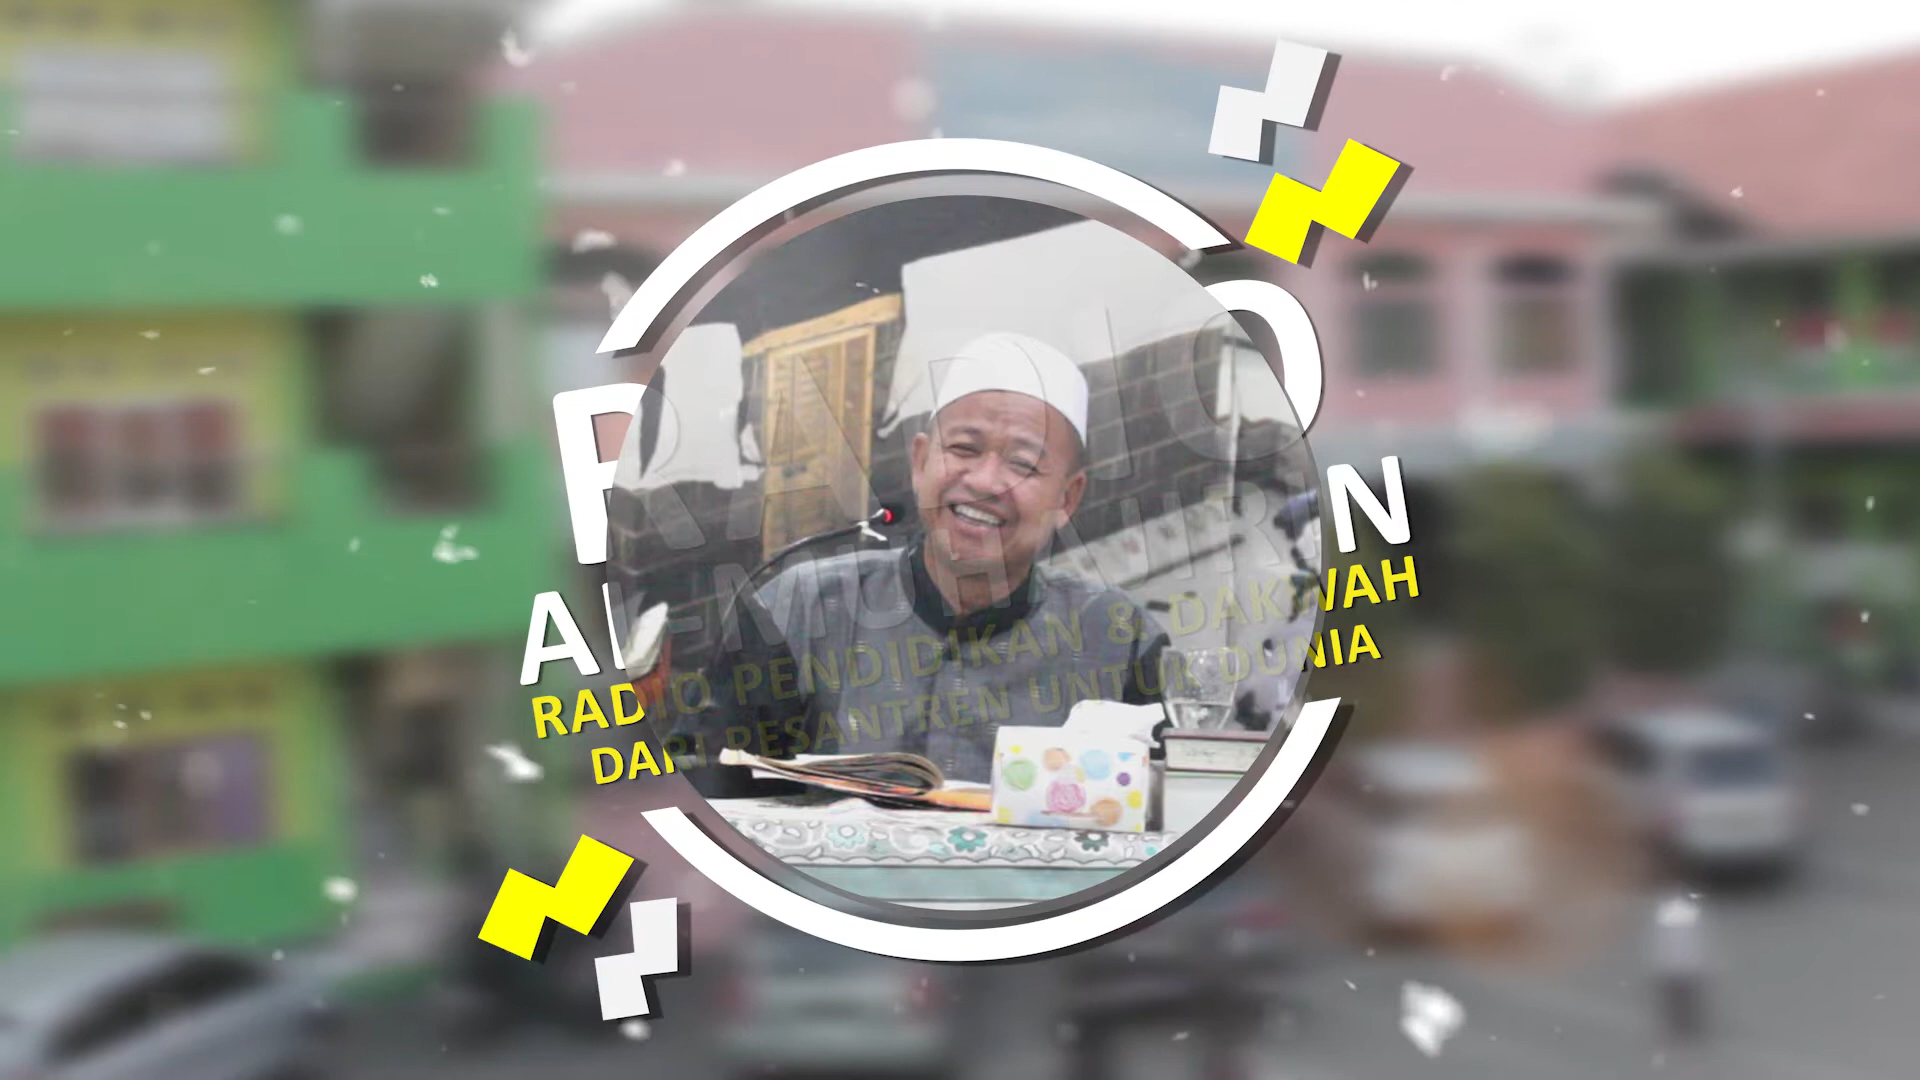 RADIO
AL-MUHAJIRIN
RADIO PENDIDIKAN & DAKWAH
DARI PESANTREN UNTUK DUNIA